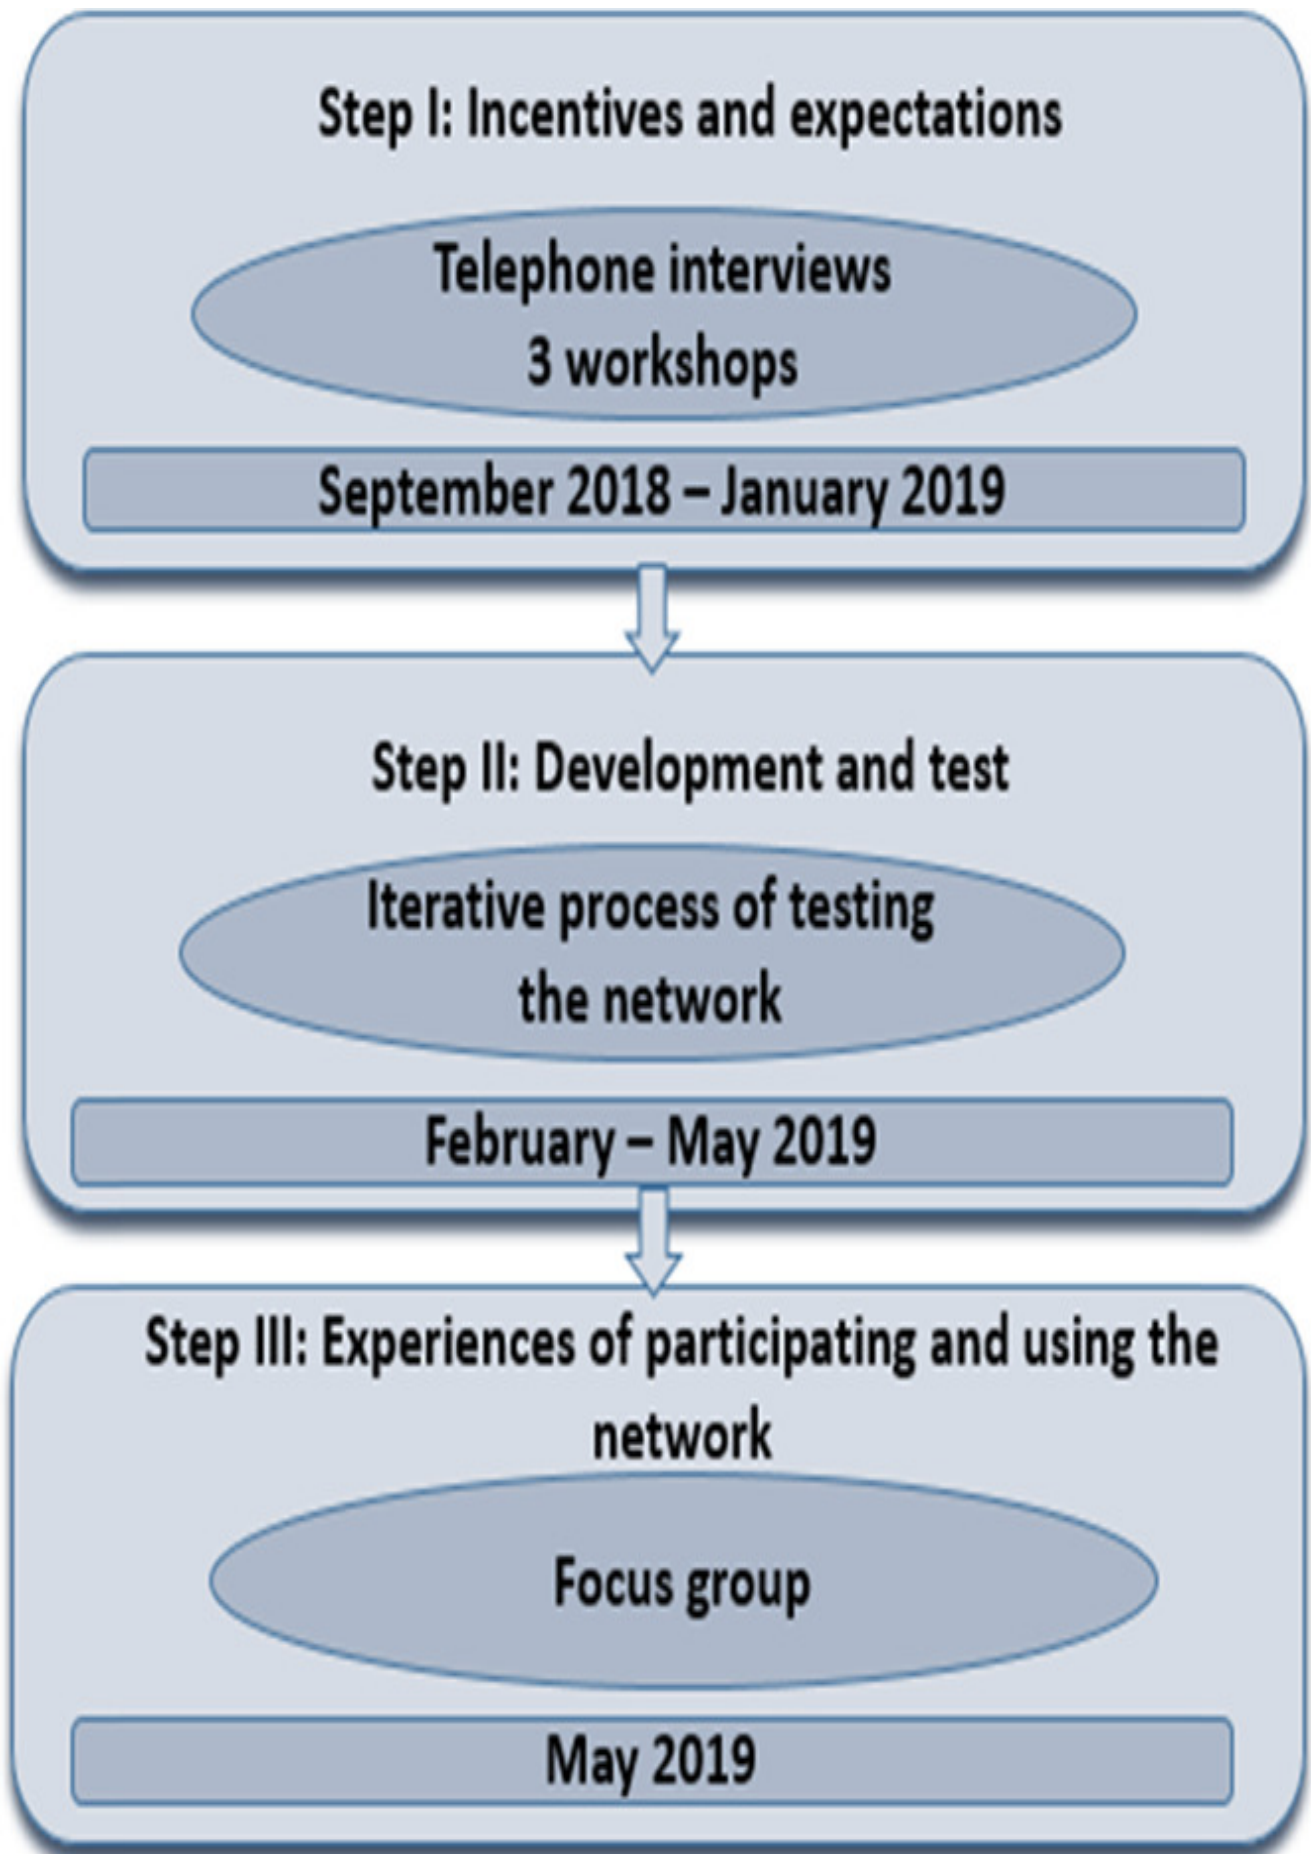 Step I: Incentives and expectations
Telephone interviews
3 workshops
September 2018 – January 2019
Step II: Development and test
Iterative process of testing
the network
February – May 2019
Step III: Experiences of participating and using the
network
Focus group
May 2019